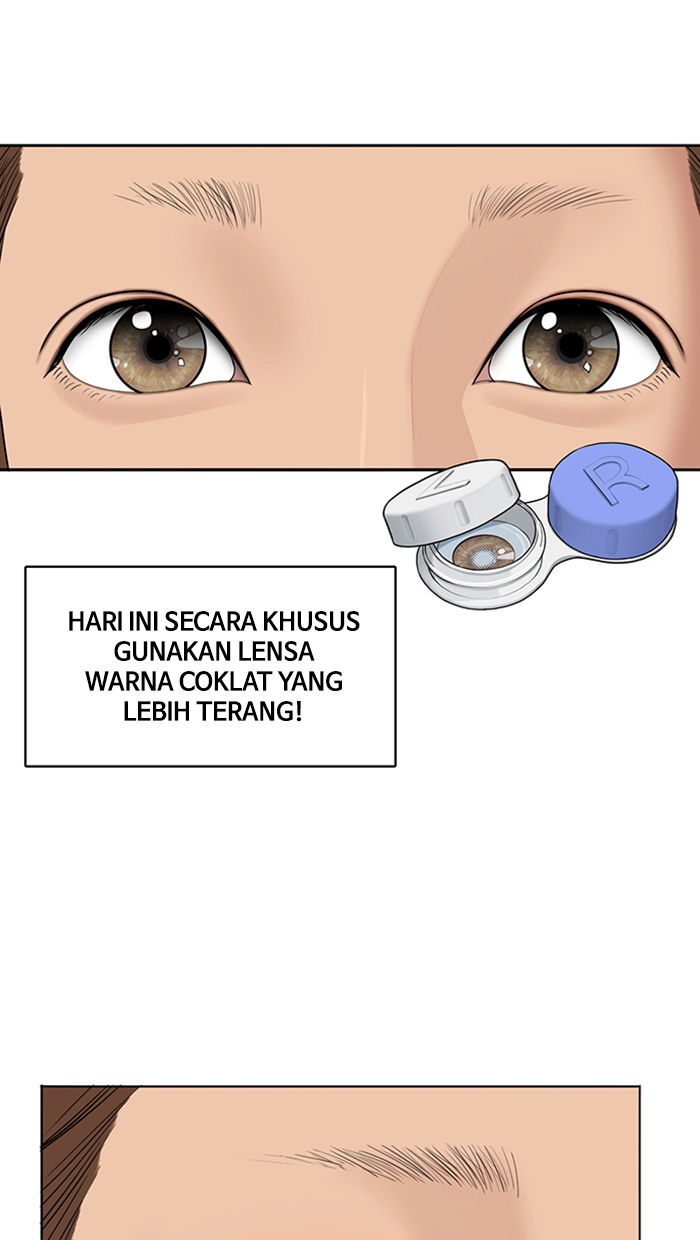 L
R
HARI INI SECARA KHUSUS
GUNAKAN LENSA
WARNA COKLAT YANG
LEBIH TERANG!